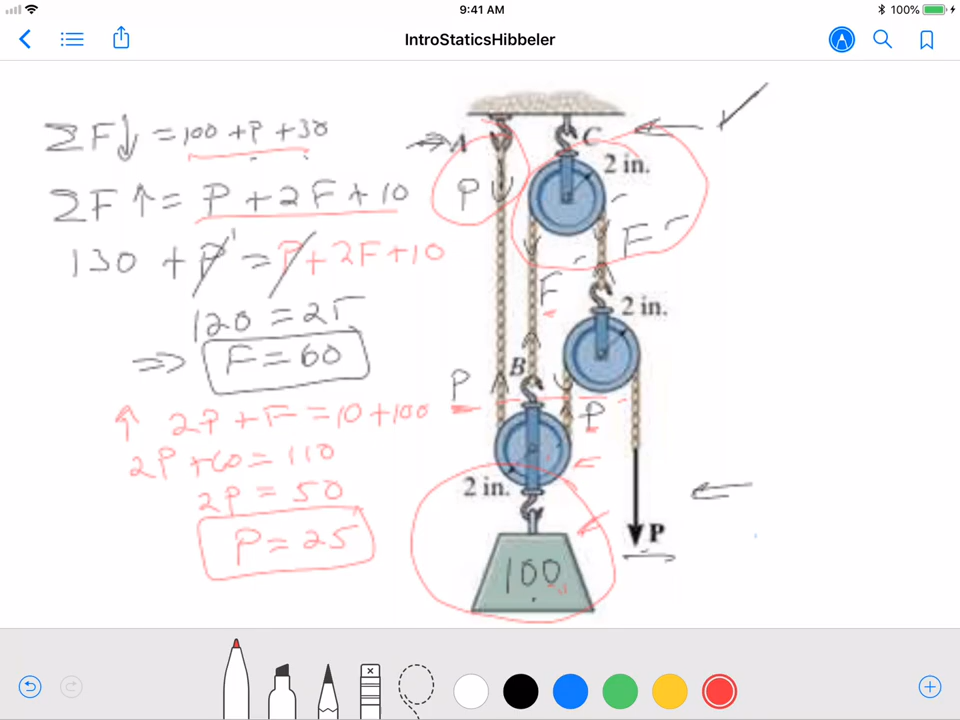 9:41 AM
100%
IntroStaticsHibbeler
ΣF↓ = 100 + P + 30
ΣF↑ = P + 2F + 10
130 + P = P + 2F + 10
120 = 2F
⇒ F = 60
↑ 2P + F = 10 + 100
2P + 60 = 110
2P = 50
P = 25
A
C
2 in.
P
F
F
2 in.
B
P
P
2 in.
P
100